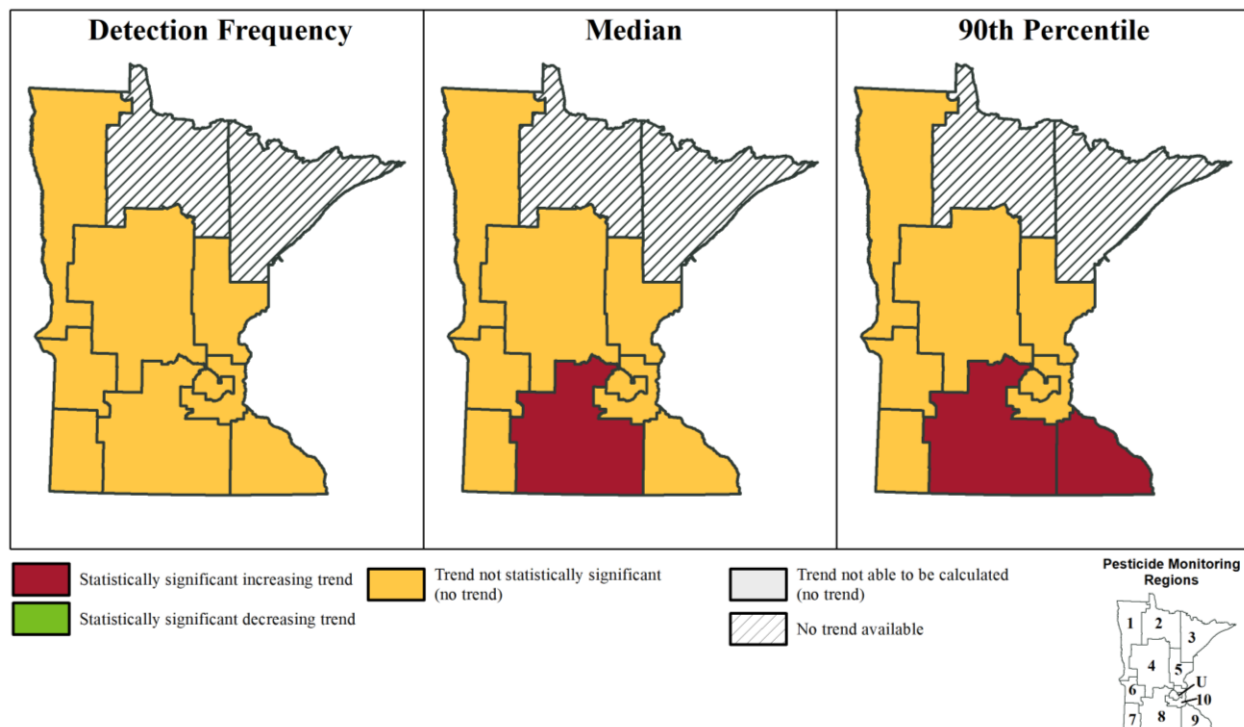 Detection Frequency
Median
90th Percentile
Statistically significant increasing trend
Statistically significant decreasing trend
Trend not statistically significant
(no trend)
Trend not able to be calculated
(no trend)
No trend available
Pesticide Monitoring
Regions
1
2
3
4
5
U
6
10
7
8
9